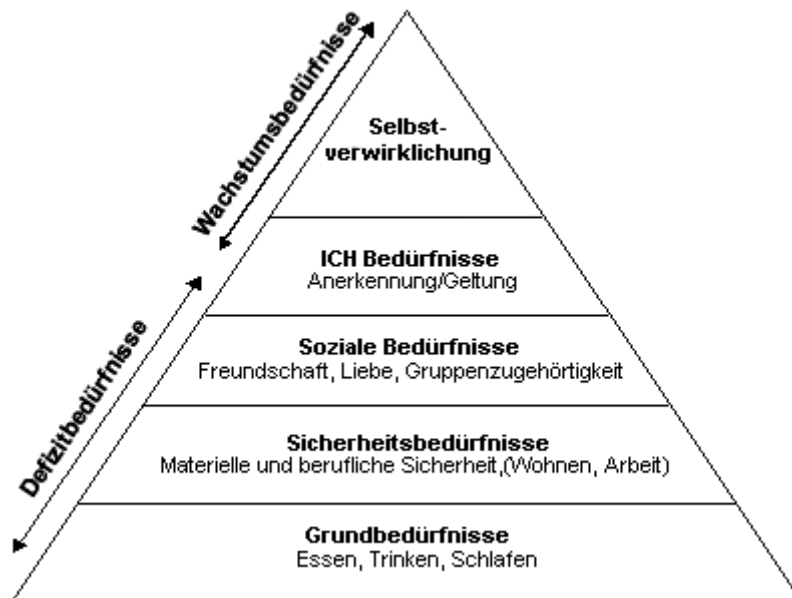 Wachstumsbedürfnisse
Selbst-
verwirklichung
ICH Bedürfnisse
Anerkennung/Geltung
Defizitbedürfnisse
Soziale Bedürfnisse
Freundschaft, Liebe, Gruppenzugehörtigkeit
Sicherheitsbedürfnisse
Materielle und berufliche Sicherheit,(Wohnen, Arbeit)
Grundbedürfnisse
Essen, Trinken, Schlafen